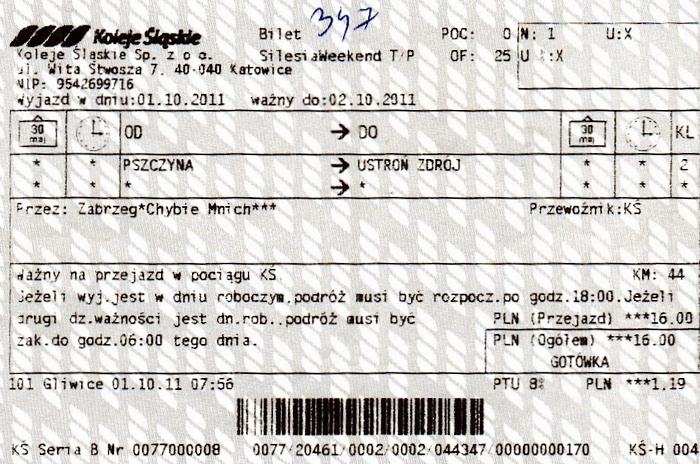 347
Koleje Śląskie
Bilet
POC: 0 N: 1 U:X
Koleje Śląskie Sp. z o.o.
SilesiaWeekend T/P
OF: 25 U :X
ul. Wita Stwosza 7, 40-040 Katowice
NIP: 9542699716
Wyjazd w dniu:01.10.2011 ważny do:02.10.2011
30 maj OD → DO 30 maj KL
* * PSZCZYNA → USTROŃ ZDRÓJ * * 2
* * * → * * * *
Przez: Zabrzeg*Chybie Mnich*** Przewoźnik:KŚ
Ważny na przejazd w pociągu KŚ. KM: 44
Jeżeli wyj.jest w dniu roboczym,podróż musi być rozpocz.po godz.18:00.Jeżeli
drugi dz.ważności jest dn.rob.,podróż musi być PLN (Przejazd) ***16.00
zak.do godz.06:00 tego dnia. PLN (Ogółem) ***16.00
GOTÓWKA
101 Gliwice 01.10.11 07:56 PTU 8% PLN ***1,19
KŚ Seria B Nr 0077000008 0077/20461/0002/0002/044347/00000000170 KŚ-H 004